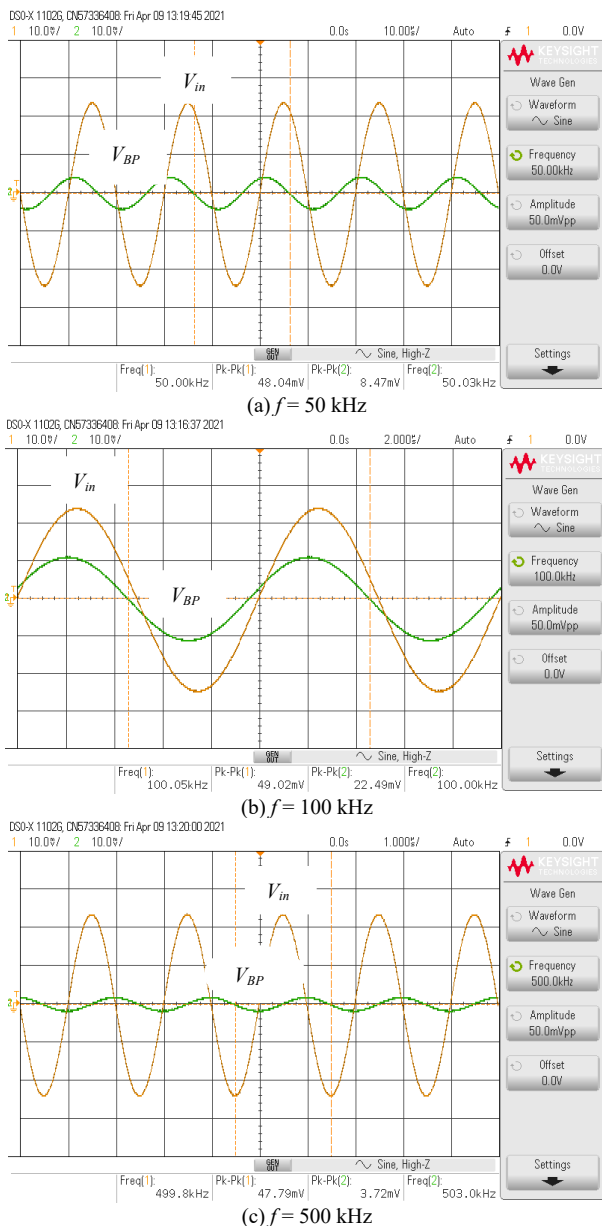 DSO-X 1102G, CN57336408: Fri Apr 09 13:19:45 2021
1 10.0V/ 2 10.0V/ 0.0s 10.00s/ Auto 1 0.0V
KEYSIGHT
TECHNOLOGIES
Wave Gen
Waveform
Sine
Frequency
50.00kHz
Amplitude
50.0mVpp
Offset
0.0V
Settings
V_in
V_BP
2
GEN OUT
Sine, High-Z
Freq(1): Pk-Pk(1): Pk-Pk(2): Freq(2):
50.00kHz 48.04mV 8.47mV 50.03kHz
(a) f = 50 kHz
DSO-X 1102G, CN57336408: Fri Apr 09 13:16:37 2021
1 10.0V/ 2 10.0V/ 0.0s 2.000s/ Auto 1 0.0V
KEYSIGHT
TECHNOLOGIES
Wave Gen
Waveform
Sine
Frequency
100.0kHz
Amplitude
50.0mVpp
Offset
0.0V
Settings
V_in
V_BP
2
GEN OUT
Sine, High-Z
Freq(1): Pk-Pk(1): Pk-Pk(2): Freq(2):
100.05kHz 49.02mV 22.49mV 100.00kHz
(b) f = 100 kHz
DSO-X 1102G, CN57336408: Fri Apr 09 13:20:00 2021
1 10.0V/ 2 10.0V/ 0.0s 1.000s/ Auto 1 0.0V
KEYSIGHT
TECHNOLOGIES
Wave Gen
Waveform
Sine
Frequency
500.0kHz
Amplitude
50.0mVpp
Offset
0.0V
Settings
V_in
V_BP
2
GEN OUT
Sine, High-Z
Freq(1): Pk-Pk(1): Pk-Pk(2): Freq(2):
499.8kHz 47.79mV 3.72mV 503.0kHz
(c) f = 500 kHz